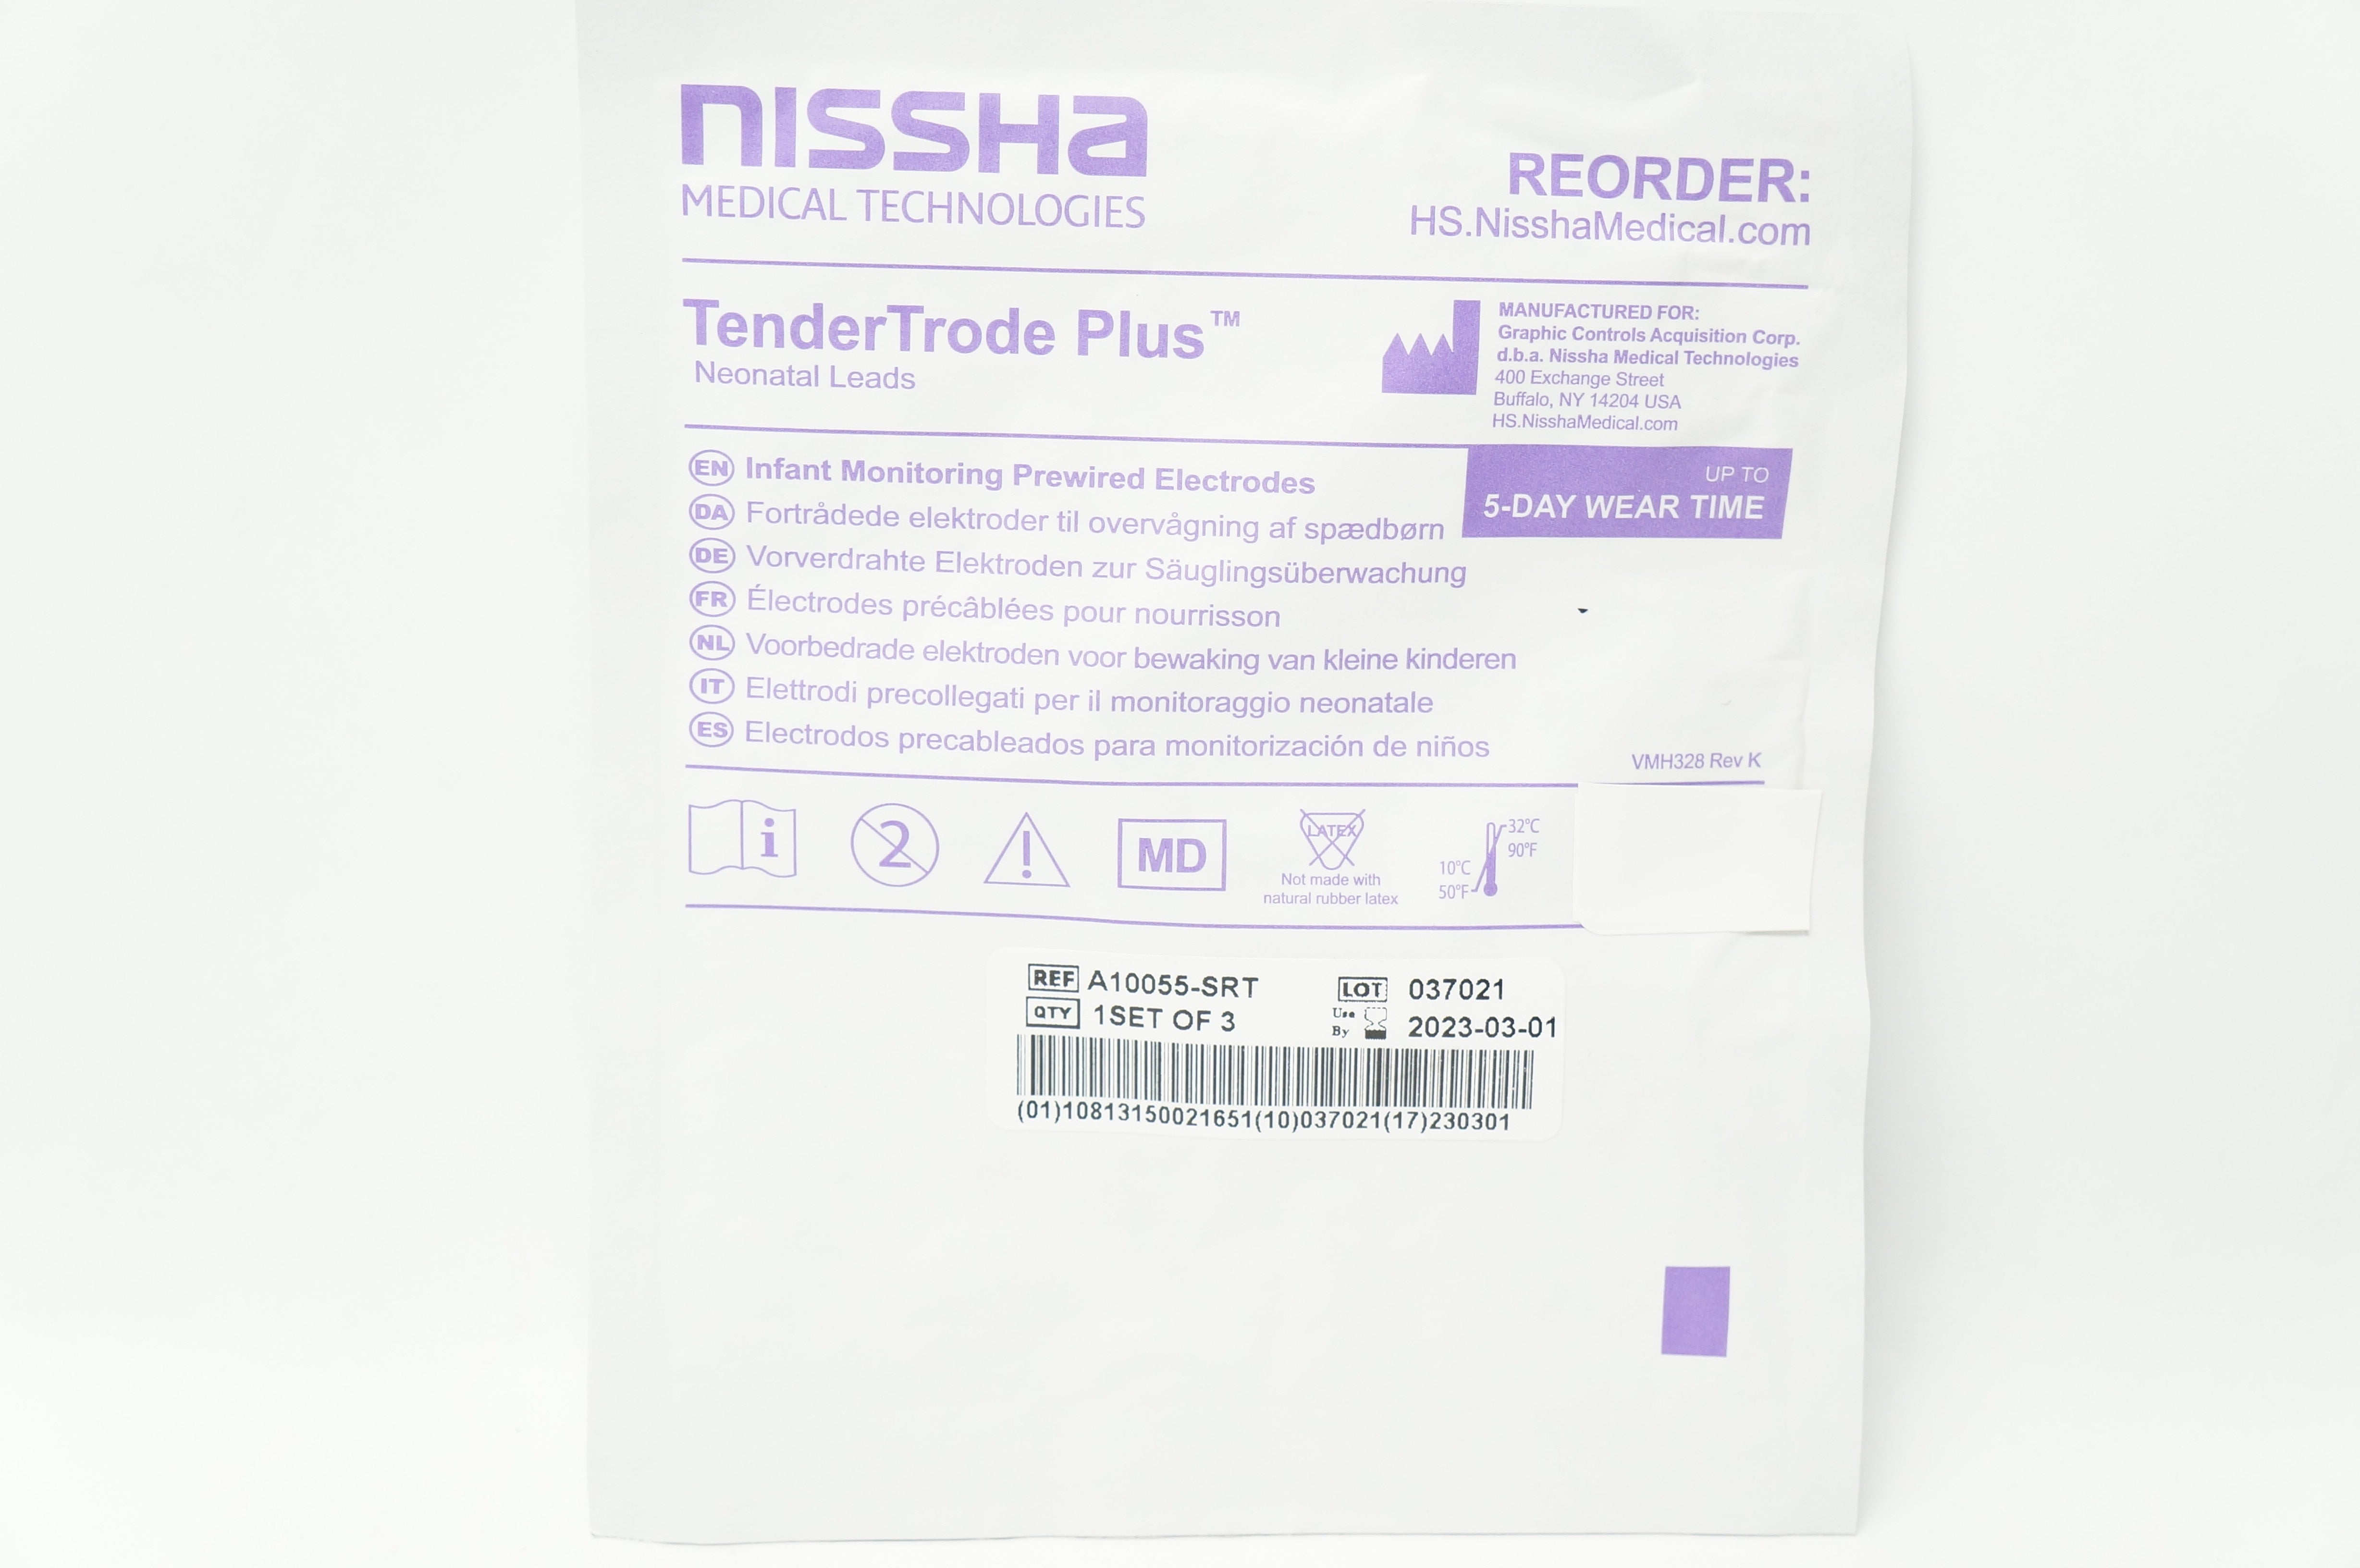 NISSHA
MEDICAL TECHNOLOGIES
REORDER:
HS.NisshaMedical.com
TenderTrode Plus™
Neonatal Leads
MANUFACTURED FOR:
Graphic Controls Acquisition Corp.
d.b.a. Nissha Medical Technologies
400 Exchange Street
Buffalo, NY 14204 USA
HS.NisshaMedical.com
UP TO
5-DAY WEAR TIME
EN Infant Monitoring Prewired Electrodes
DA Fortrådede elektroder til overvågning af spædbørn
DE Vorverdrahte Elektroden zur Säuglingsüberwachung
FR Électrodes précâblées pour nourrisson
NL Voorbedrade elektroden voor bewaking van kleine kinderen
IT Elettrodi precollegati per il monitoraggio neonatale
ES Electrodos precableados para monitorización de niños
VMH328 Rev K
i
2
!
MD
LATEX
Not made with
natural rubber latex
32°C
90°F
10°C
50°F
REF A10055-SRT
LOT 037021
QTY 1SET OF 3
Use By 2023-03-01
(01)10813150021651(10)037021(17)230301